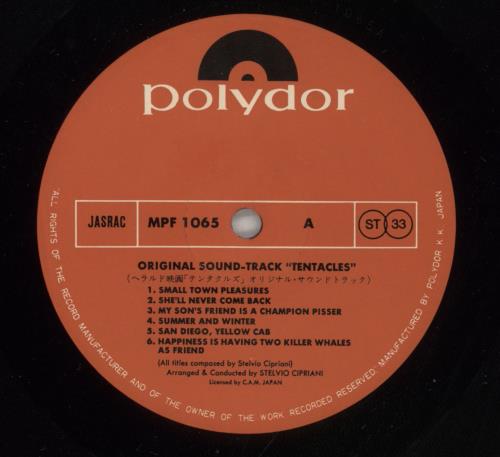 polydor
JASRAC MPF 1065 A ST 33
ORIGINAL SOUND-TRACK "TENTACLES"
(ヘラルド映画「テンタクルズ」オリジナル・サウンドトラック)
1. SMALL TOWN PLEASURES
2. SHE'LL NEVER COME BACK
3. MY SON'S FRIEND IS A CHAMPION PISSER
4. SUMMER AND WINTER
5. SAN DIEGO, YELLOW CAB
6. HAPPINESS IS HAVING TWO KILLER WHALES
AS FRIEND
(All titles composed by Stelvio Cipriani)
Arranged & Conducted by STELVIO CIPRIANI
Licensed by C.A.M. JAPAN
ALL RIGHTS OF THE RECORD MANUFACTURER AND OF THE OWNER OF THE WORK RECORDED RESERVED. MANUFACTURED BY POLYDOR K.K. JAPAN